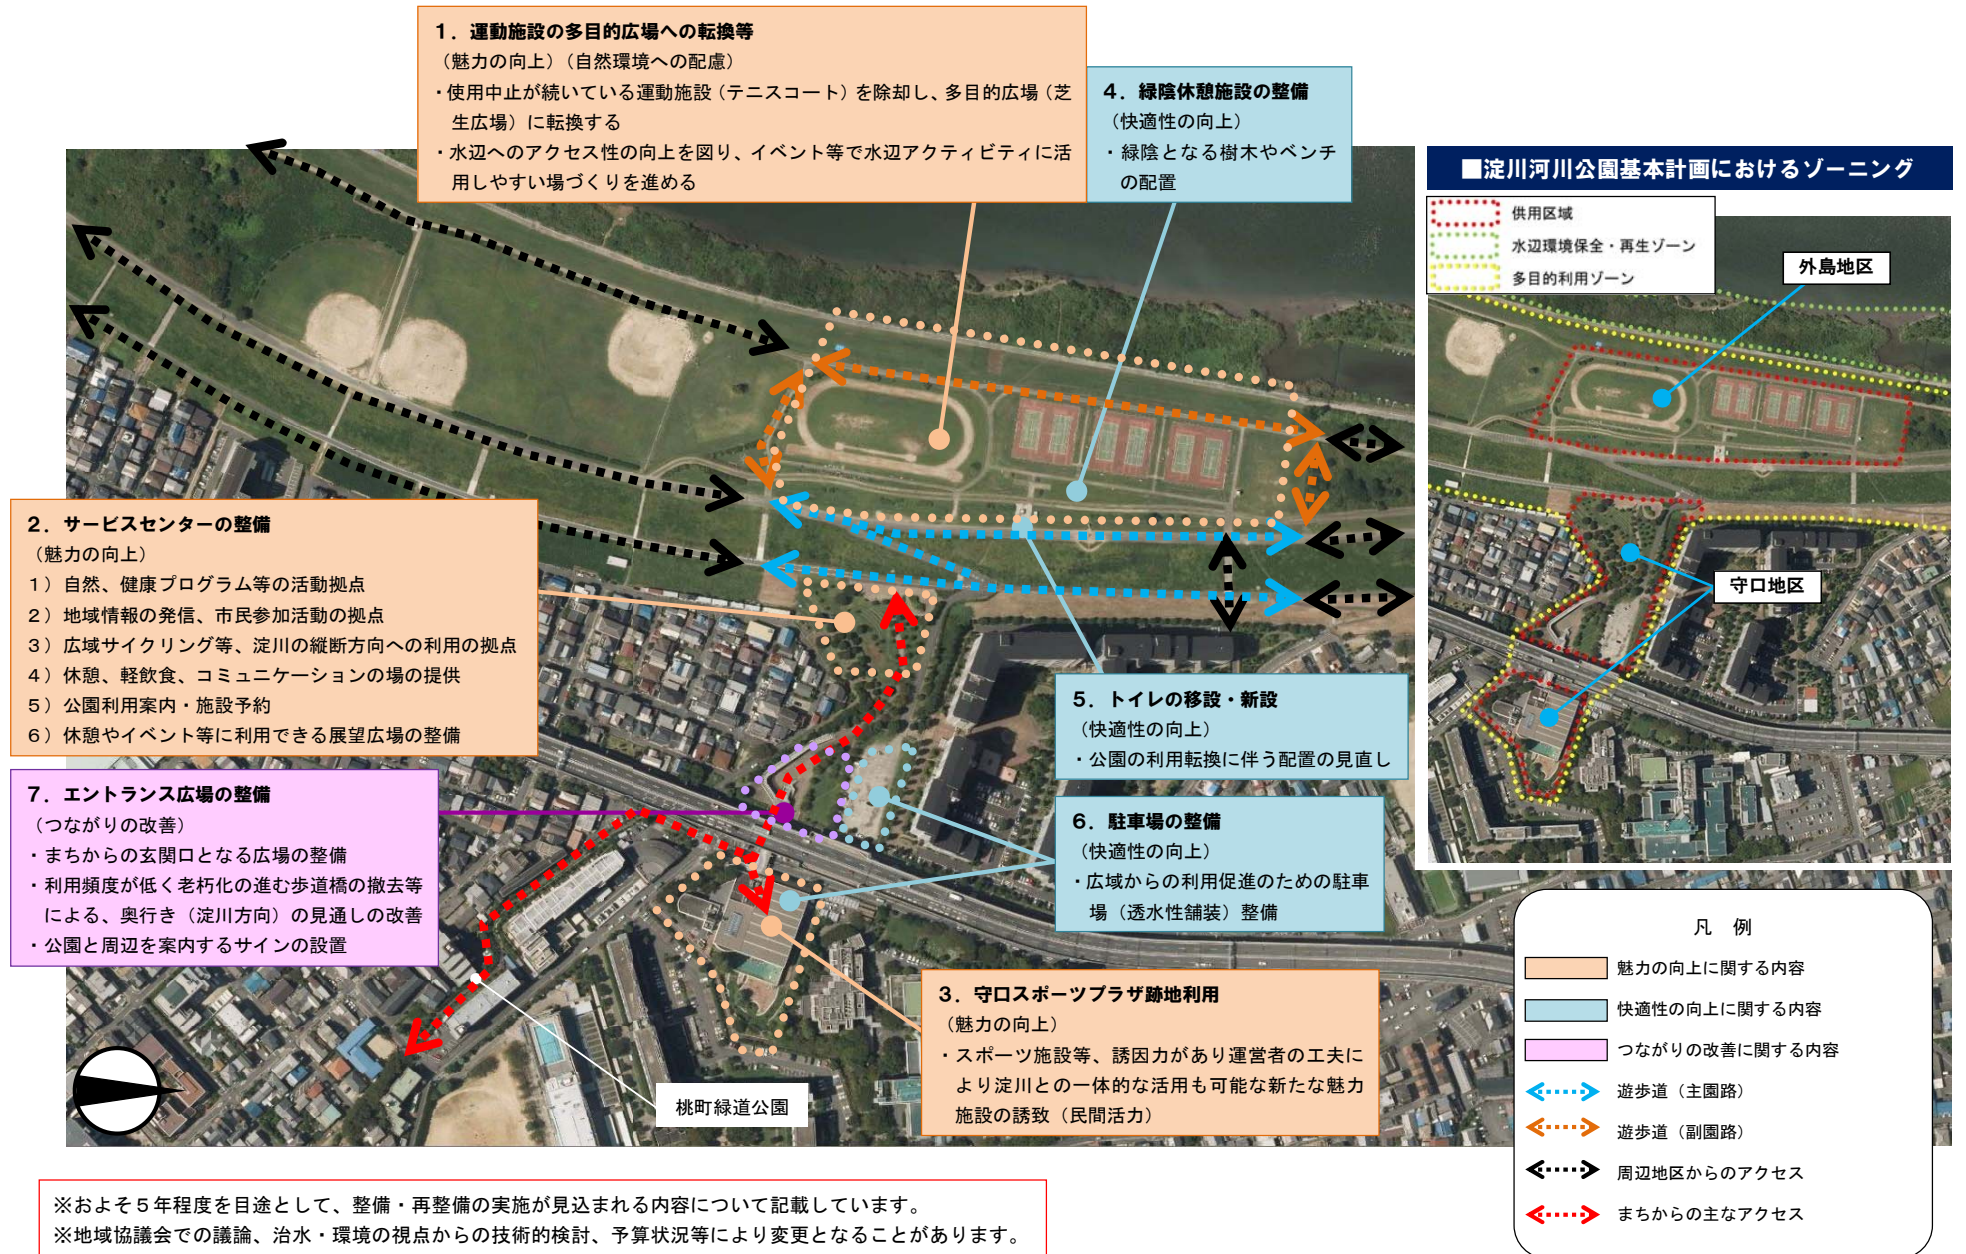 1．運動施設の多目的広場への転換等
（魅力の向上）（自然環境への配慮）
・使用中止が続いている運動施設（テニスコート）を除却し、多目的広場（芝
生広場）に転換する
・水辺へのアクセス性の向上を図り、イベント等で水辺アクティビティに活
用しやすい場づくりを進める
4．緑陰休憩施設の整備
（快適性の向上）
・緑陰となる樹木やベンチ
の配置
■淀川河川公園基本計画におけるゾーニング
供用区域
水辺環境保全・再生ゾーン
多目的利用ゾーン
外島地区
守口地区
2．サービスセンターの整備
（魅力の向上）
1）自然、健康プログラム等の活動拠点
2）地域情報の発信、市民参加活動の拠点
3）広域サイクリング等、淀川の縦断方向への利用の拠点
4）休憩、軽飲食、コミュニケーションの場の提供
5）公園利用案内・施設予約
6）休憩やイベント等に利用できる展望広場の整備
5．トイレの移設・新設
（快適性の向上）
・公園の利用転換に伴う配置の見直し
7．エントランス広場の整備
（つながりの改善）
・まちからの玄関口となる広場の整備
・利用頻度が低く老朽化の進む歩道橋の撤去等
による、奥行き（淀川方向）の見通しの改善
・公園と周辺を案内するサインの設置
6．駐車場の整備
（快適性の向上）
・広域からの利用促進のための駐車
場（透水性舗装）整備
3．守口スポーツプラザ跡地利用
（魅力の向上）
・スポーツ施設等、誘因力があり運営者の工夫に
より淀川との一体的な活用も可能な新たな魅力
施設の誘致（民間活力）
桃町緑道公園
凡　例
魅力の向上に関する内容
快適性の向上に関する内容
つながりの改善に関する内容
遊歩道（主園路）
遊歩道（副園路）
周辺地区からのアクセス
まちからの主なアクセス
※およそ５年程度を目途として、整備・再整備の実施が見込まれる内容について記載しています。
※地域協議会での議論、治水・環境の視点からの技術的検討、予算状況等により変更となることがあります。